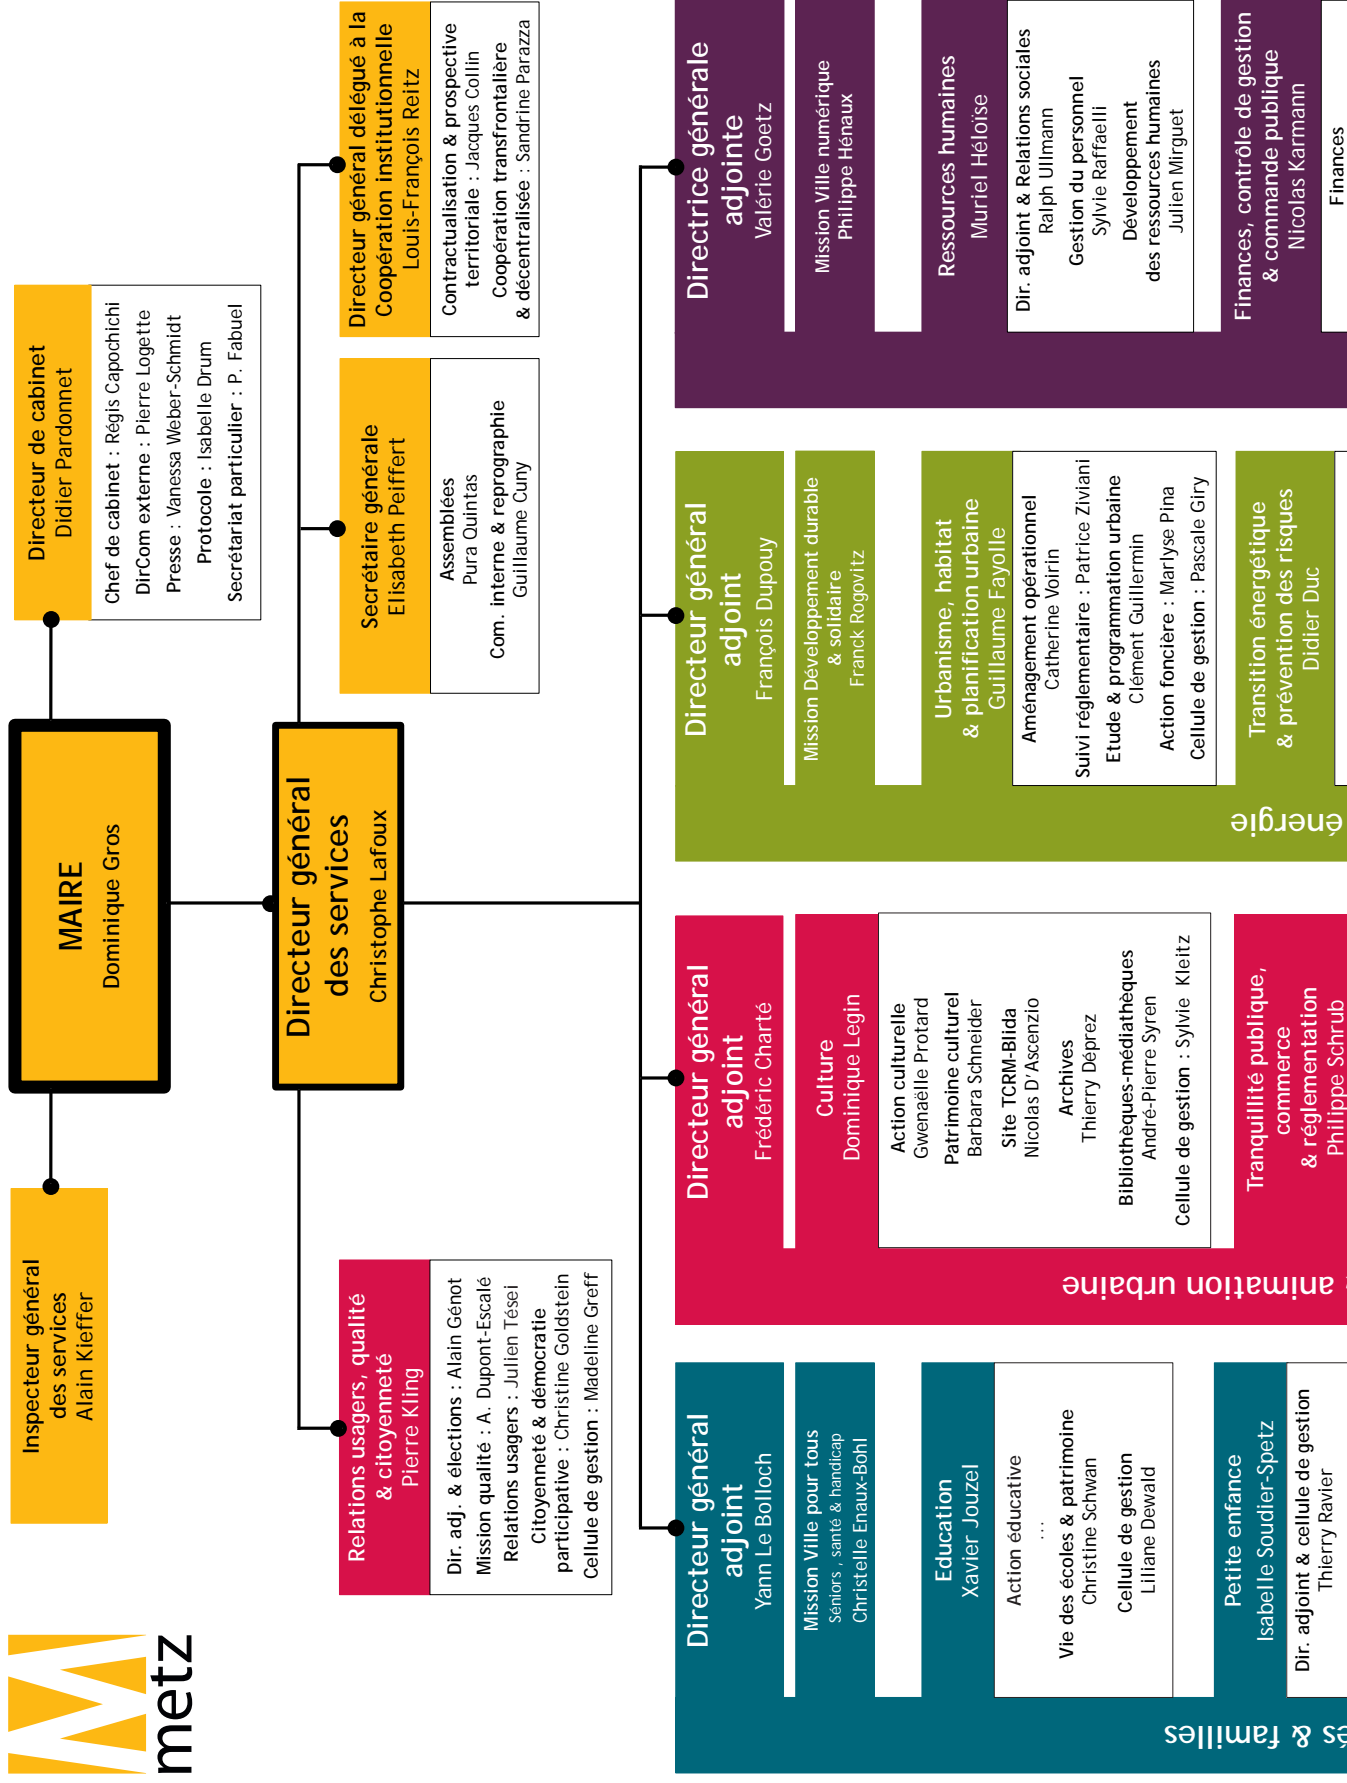 metz
Inspecteur général
des services
Alain Kieffer
MAIRE
Dominique Gros
Directeur de cabinet
Didier Pardonnet
Chef de cabinet : Régis Capochichi
DirCom externe : Pierre Logette
Presse : Vanessa Weber-Schmidt
Protocole : Isabelle Drum
Secrétariat particulier : P. Fabuel
Directeur général
des services
Christophe Lafoux
Relations usagers, qualité
& citoyenneté
Pierre Kling
Dir. adj. & élections : Alain Génot
Mission qualité : A. Dupont-Escalé
Relations usagers : Julien Tései
Citoyenneté & démocratie
participative : Christine Goldstein
Cellule de gestion : Madeline Greff
Secrétaire générale
Elisabeth Peiffert
Assemblées
Pura Quintas
Com. interne & reprographie
Guillaume Cuny
Directeur général délégué à la
Coopération institutionnelle
Louis-François Reitz
Contractualisation & prospective
territoriale : Jacques Collin
Coopération transfrontalière
& décentralisée : Sandrine Parazza
Directeur général
adjoint
Yann Le Bolloch
Mission Ville pour tous
Séniors , santé & handicap
Christelle Enaux-Bohl
Education
Xavier Jouzel
Action éducative
...
Vie des écoles & patrimoine
Christine Schwan
Cellule de gestion
Liliane Dewald
Petite enfance
Isabelle Soudier-Spetz
Dir. adjoint & cellule de gestion
Thierry Ravier
és & familles
Directeur général
adjoint
Frédéric Charté
Culture
Dominique Legin
Action culturelle
Gwenaëlle Protard
Patrimoine culturel
Barbara Schneider
Site TCRM-Blida
Nicolas D'Ascenzio
Archives
Thierry Déprez
Bibliothèques-médiathèques
André-Pierre Syren
Cellule de gestion : Sylvie Kleitz
Tranquillité publique,
commerce
& réglementation
Philippe Schrub
animation urbaine
Directeur général
adjoint
François Dupouy
Mission Développement durable
& solidaire
Franck Rogovitz
Urbanisme, habitat
& planification urbaine
Guillaume Fayolle
Aménagement opérationnel
Catherine Voirin
Suivi réglementaire : Patrice Ziviani
Etude & programmation urbaine
Clément Guillermin
Action foncière : Marlyse Pina
Cellule de gestion : Pascale Giry
Transition énergétique
& prévention des risques
Didier Duc
énergie
Directrice générale
adjointe
Valérie Goetz
Mission Ville numérique
Philippe Hénaux
Ressources humaines
Muriel Héloïse
Dir. adjoint & Relations sociales
Ralph Ullmann
Gestion du personnel
Sylvie Raffaelli
Développement
des ressources humaines
Julien Mirguet
Finances, contrôle de gestion
& commande publique
Nicolas Karmann
Finances